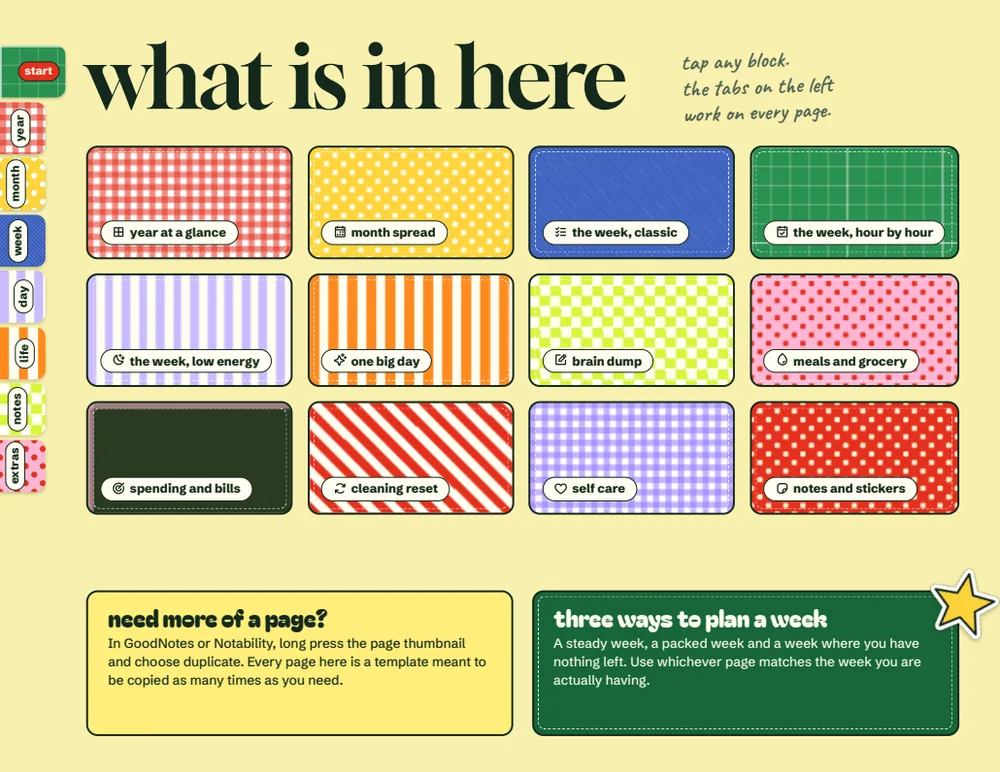 what is in here
tap any block.
the tabs on the left
work on every page.
start
year
month
week
day
life
notes
extras
year at a glance
month spread
the week, classic
the week, hour by hour
the week, low energy
one big day
brain dump
meals and grocery
spending and bills
cleaning reset
self care
notes and stickers
need more of a page?
In GoodNotes or Notability, long press the page thumbnail
and choose duplicate. Every page here is a template meant to
be copied as many times as you need.
three ways to plan a week
A steady week, a packed week and a week where you have
nothing left. Use whichever page matches the week you are
actually having.